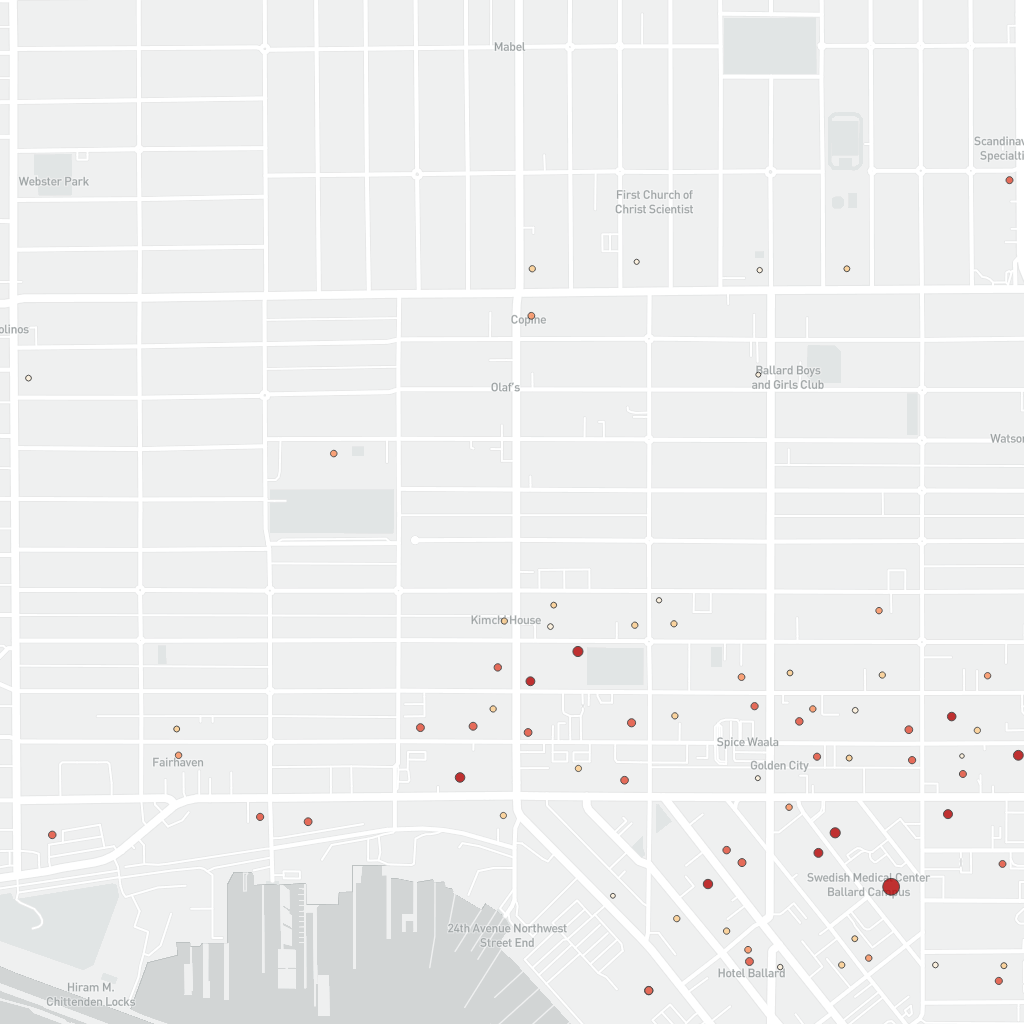 Mabel
Scandinav
Specialti
Webster Park
First Church of
Christ Scientist
Copine
olinos
Ballard Boys
and Girls Club
Olaf's
Watson
Kimchi House
Spice Waala
Fairhaven
Golden City
Swedish Medical Center
Ballard Campus
24th Avenue Northwest
Street End
Hotel Ballard
Hiram M.
Chittenden Locks